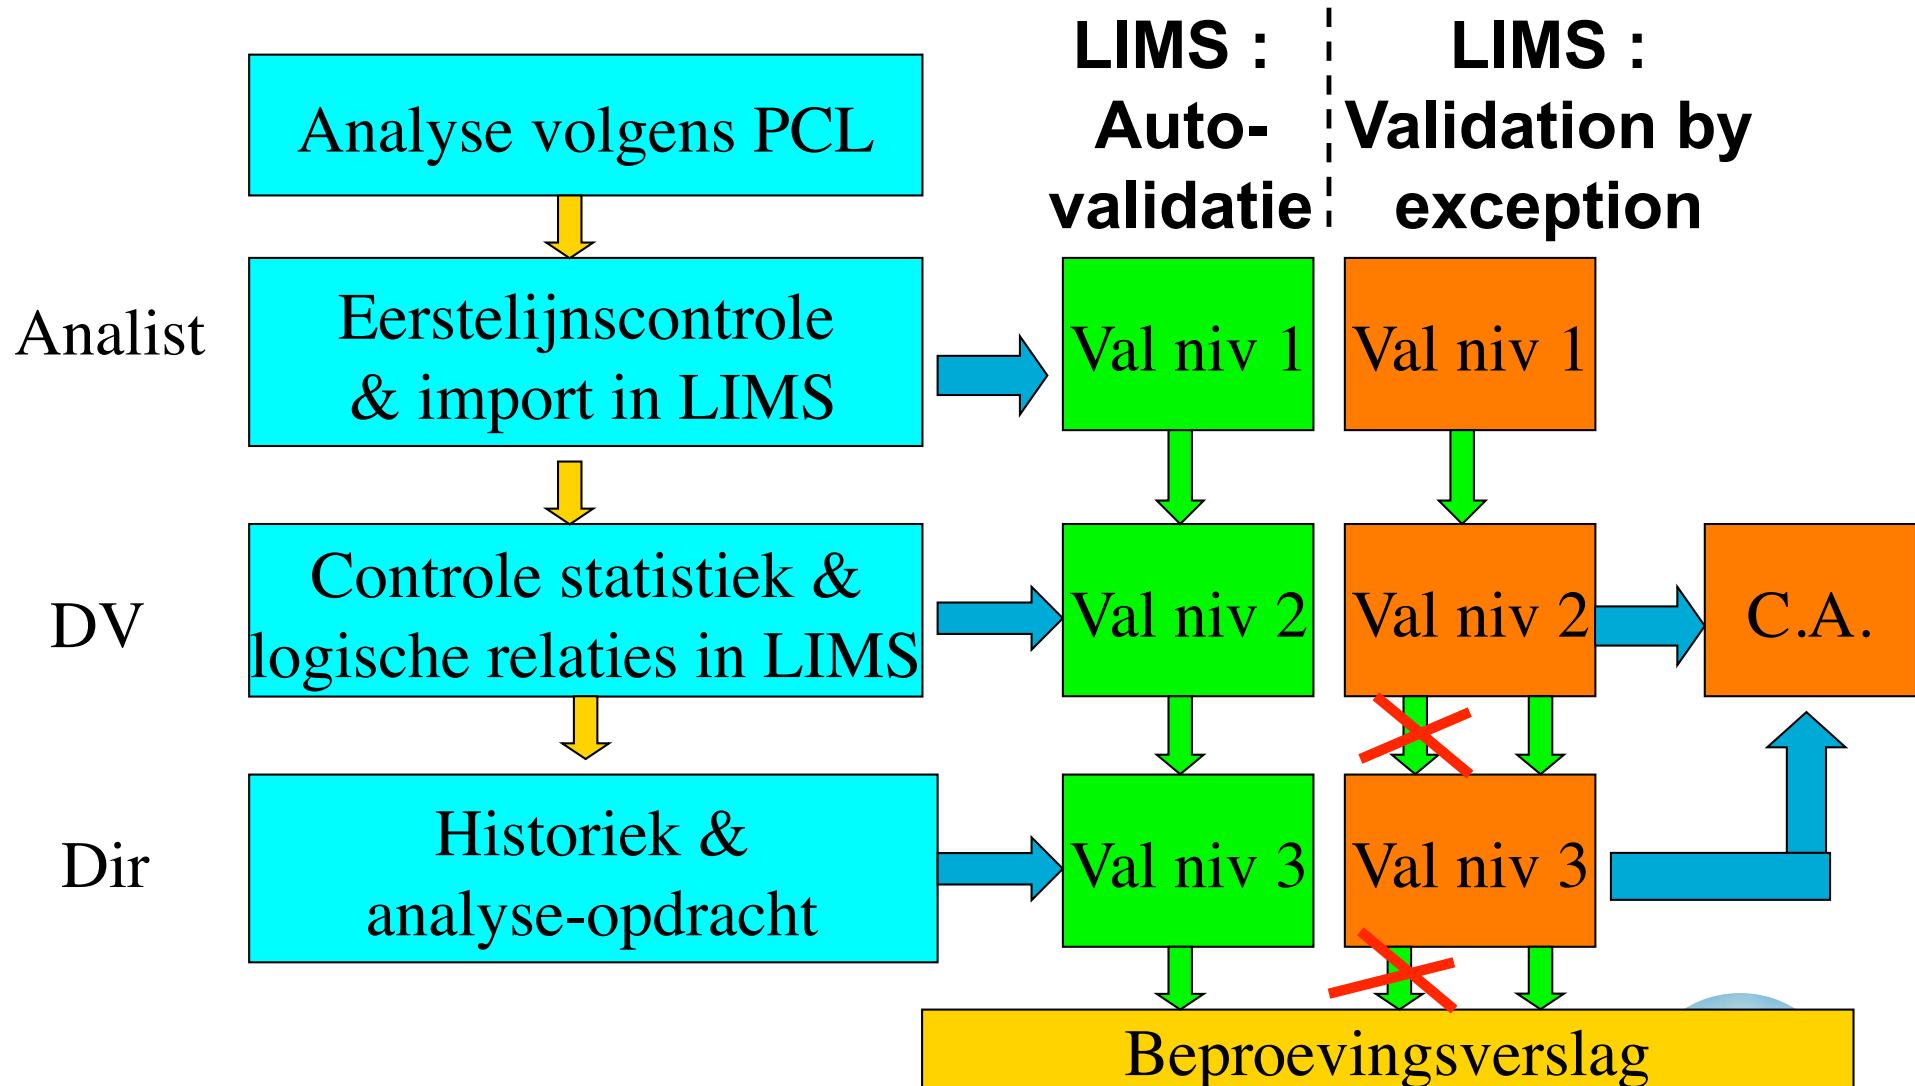 LIMS :
Auto-
validatie
LIMS :
Validation by
exception
Analyse volgens PCL
Analist
Eerstelijnscontrole
& import in LIMS
Val niv 1
Val niv 1
DV
Controle statistiek &
logische relaties in LIMS
Val niv 2
Val niv 2
C.A.
Dir
Historiek &
analyse-opdracht
Val niv 3
Val niv 3
Beproevingsverslag